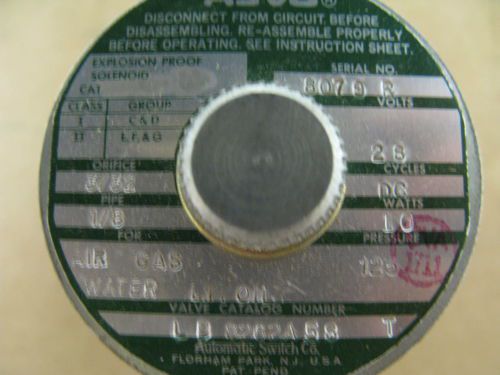 ASCO®
DISCONNECT FROM CIRCUIT, BEFORE
DISASSEMBLING. RE-ASSEMBLE PROPERLY
BEFORE OPERATING. SEE INSTRUCTION SHEET.
EXPLOSION PROOF
SOLENOID
CAT
SERIAL NO.
8079 R
CLASS GROUP
VOLTS
I C & D
28
II E, F, & G
CYCLES
ORIFICE
DC
3/32
WATTS
PIPE
10
1/8
PRESSURE
FOR
125
AIR GAS
WATER
VALVE CATALOG NUMBER
T
Automatic Switch Co.
FLORHAM PARK, N.J., U.S.A.
PAT. PEND.